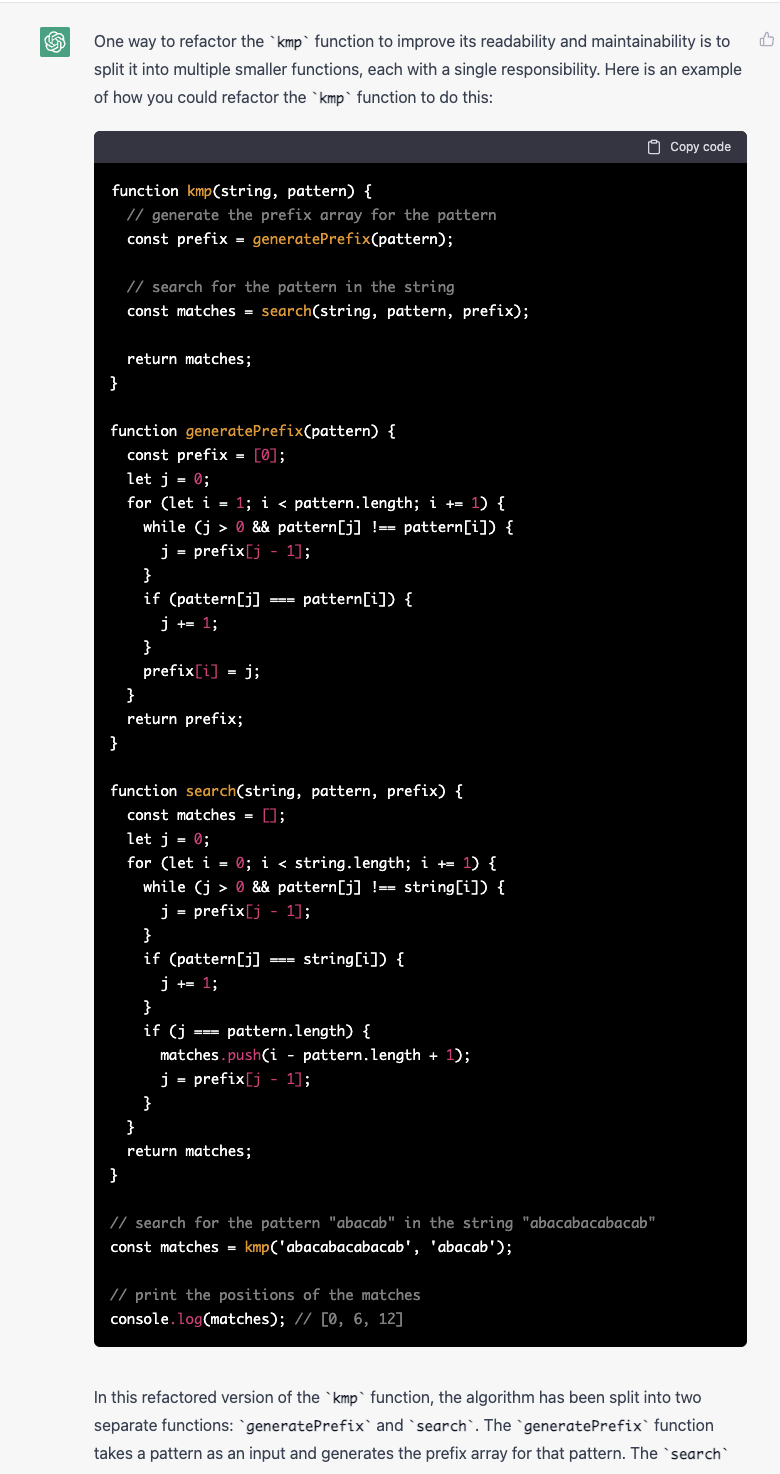 One way to refactor the `kmp` function to improve its readability and maintainability is to
split it into multiple smaller functions, each with a single responsibility. Here is an example
of how you could refactor the `kmp` function to do this:
Copy code
function kmp(string, pattern) {
  // generate the prefix array for the pattern
  const prefix = generatePrefix(pattern);

  // search for the pattern in the string
  const matches = search(string, pattern, prefix);

  return matches;
}

function generatePrefix(pattern) {
  const prefix = [0];
  let j = 0;
  for (let i = 1; i < pattern.length; i += 1) {
    while (j > 0 && pattern[j] !== pattern[i]) {
      j = prefix[j - 1];
    }
    if (pattern[j] === pattern[i]) {
      j += 1;
    }
    prefix[i] = j;
  }
  return prefix;
}

function search(string, pattern, prefix) {
  const matches = [];
  let j = 0;
  for (let i = 0; i < string.length; i += 1) {
    while (j > 0 && pattern[j] !== string[i]) {
      j = prefix[j - 1];
    }
    if (pattern[j] === string[i]) {
      j += 1;
    }
    if (j === pattern.length) {
      matches.push(i - pattern.length + 1);
      j = prefix[j - 1];
    }
  }
  return matches;
}

// search for the pattern "abacab" in the string "abacabacabacab"
const matches = kmp('abacabacabacab', 'abacab');

// print the positions of the matches
console.log(matches); // [0, 6, 12]
In this refactored version of the `kmp` function, the algorithm has been split into two
separate functions: `generatePrefix` and `search`. The `generatePrefix` function
takes a pattern as an input and generates the prefix array for that pattern. The `search`